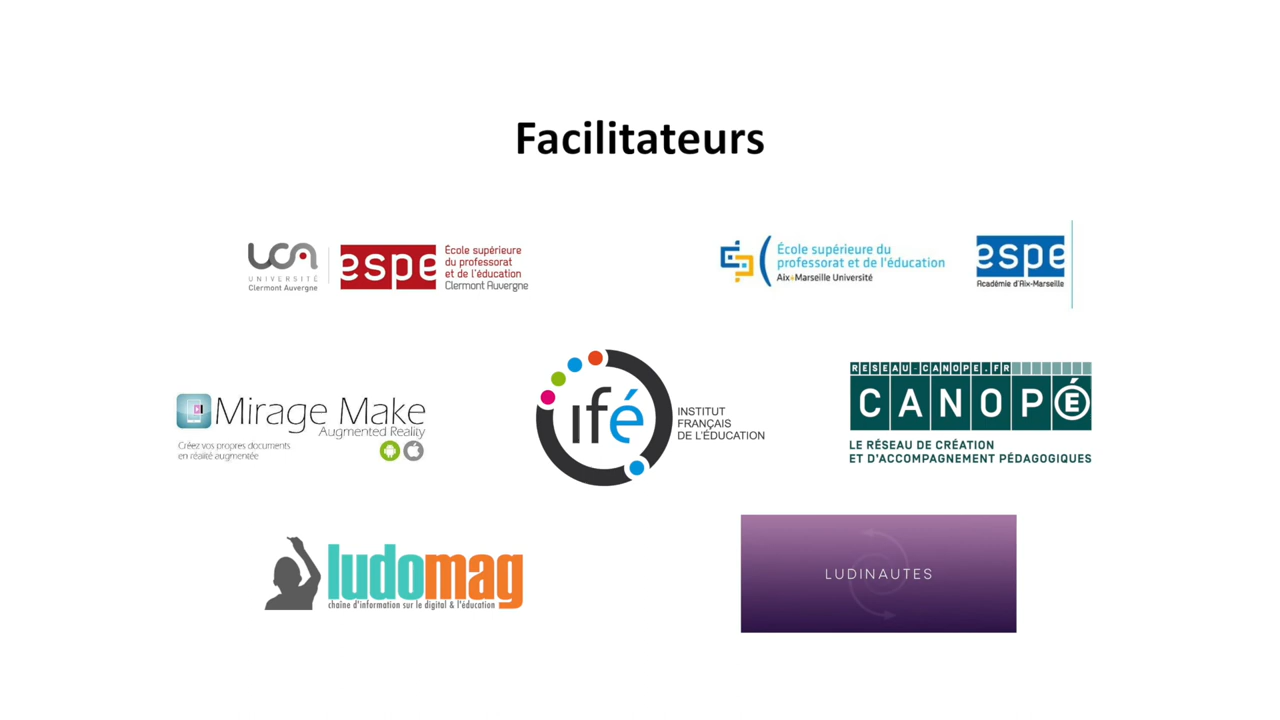 Facilitateurs
uca
UNIVERSITÉ
Clermont Auvergne
espe
École supérieure
du professorat
et de l'éducation
Clermont Auvergne
École supérieure du
professorat et de l'éducation
Aix+Marseille Université
espe
Académie d'Aix-Marseille
Mirage Make
Augmented Reality
Créez vos propres documents
en réalité augmentée
ifé
INSTITUT
FRANÇAIS
DE L'ÉDUCATION
RESEAU-CANOPE.FR
CANOPÉ
LE RÉSEAU DE CRÉATION
ET D'ACCOMPAGNEMENT PÉDAGOGIQUES
ludomag
chaîne d'information sur le digital & l'éducation
LUDINAUTES